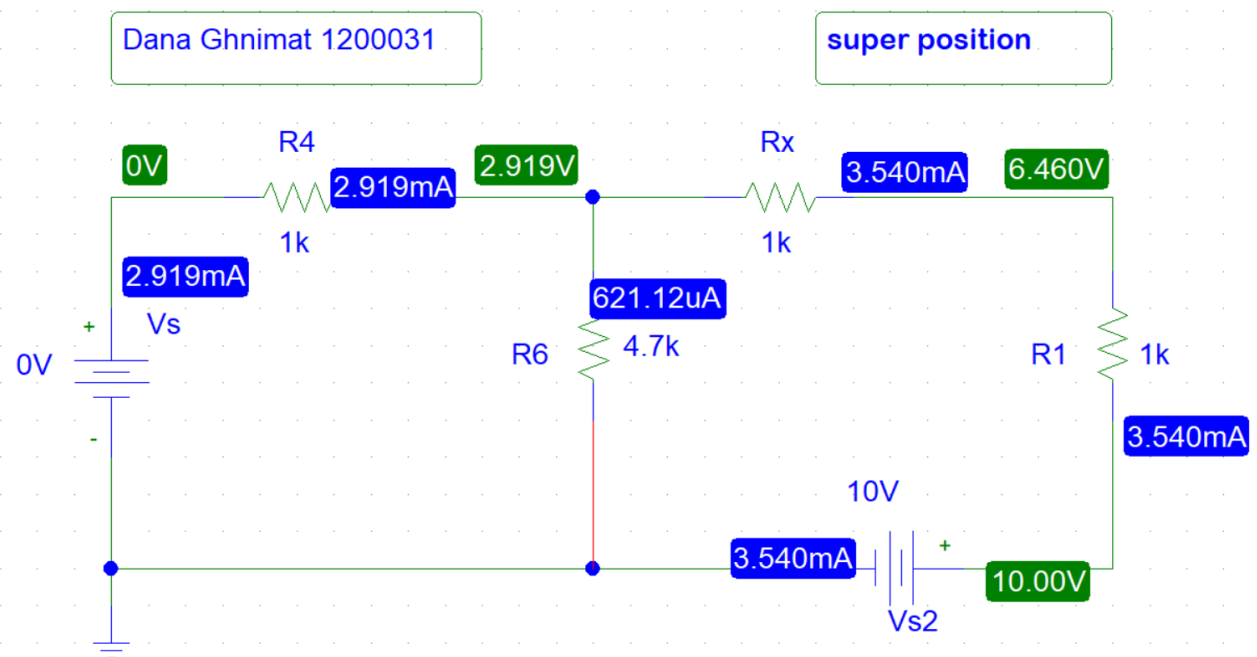 Dana Ghnimat 1200031
super position
R4
Rx
0V
2.919mA
2.919V
3.540mA
6.460V
1k
1k
2.919mA
621.12uA
+
Vs
0V
R6
4.7k
R1
1k
-
3.540mA
10V
3.540mA
+
10.00V
Vs2